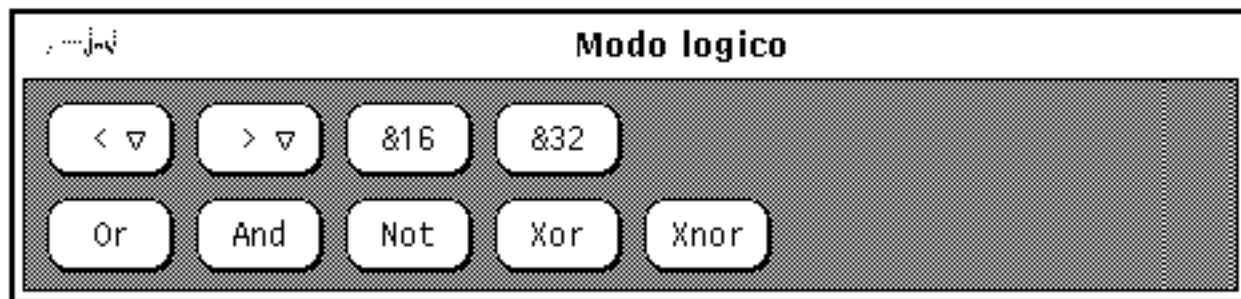 Modo logico
< ▽ > ▽ &16 &32
Or And Not Xor Xnor